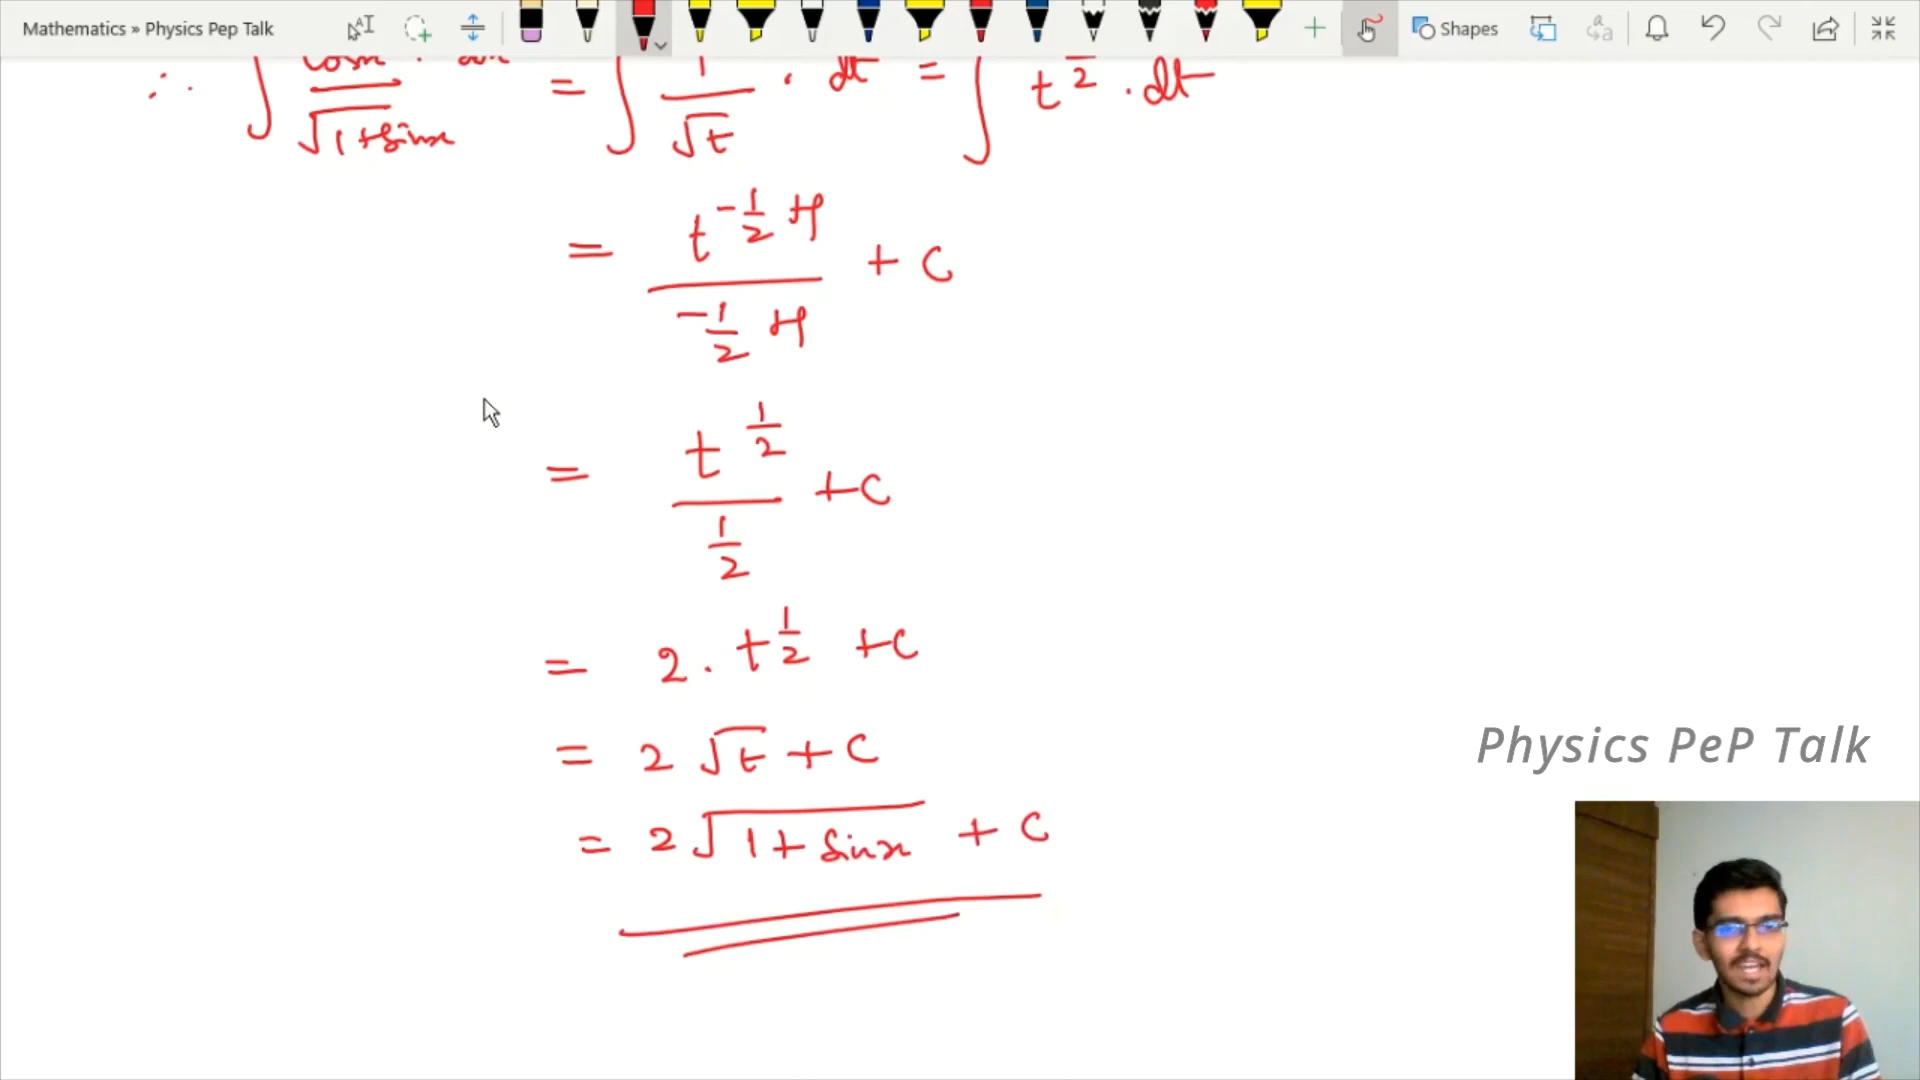 Mathematics » Physics Pep Talk
Shapes
∴ ∫ cosx/√(1+sinx) · dx = ∫ 1/√t · dt = ∫ t^(1/2) · dt
= t^(-1/2 +1) / (-1/2 +1) + C
= t^(1/2) / (1/2) + C
= 2 · t^(1/2) + C
= 2 √t + C
= 2√(1 + sinx) + C
Physics PeP Talk